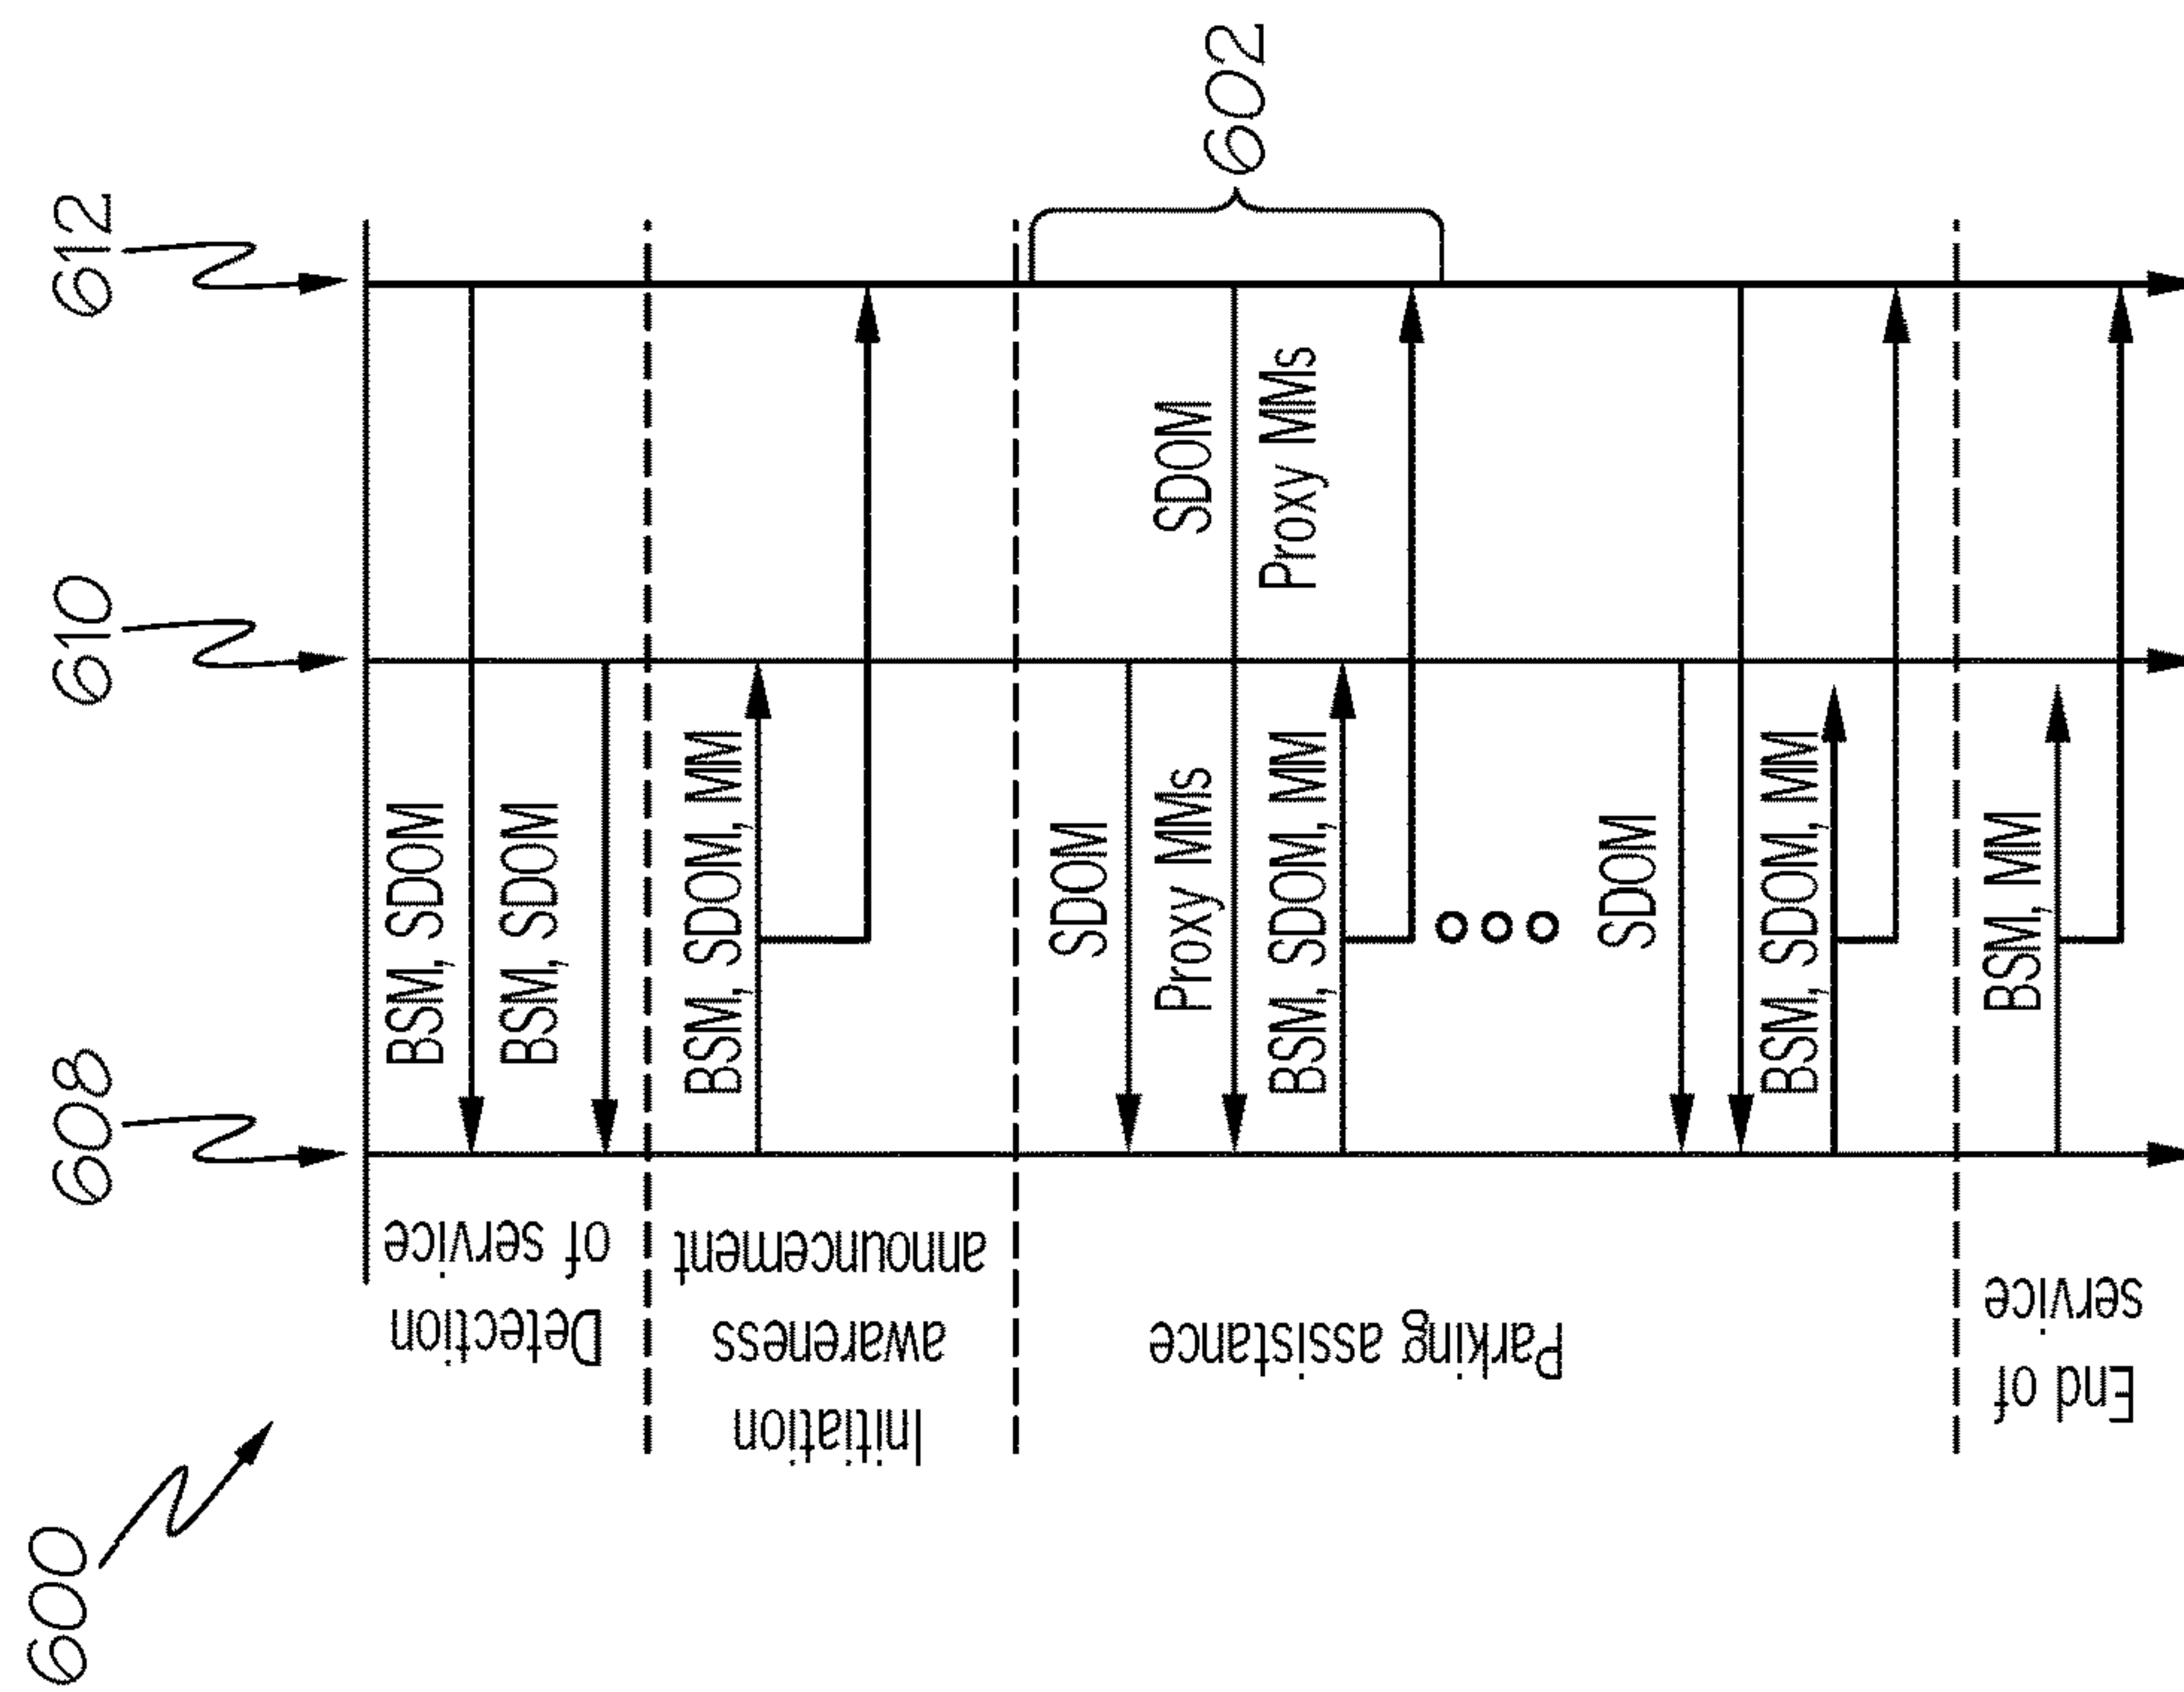 600
608
610
612
Detection
of service
BSM, SDOM
BSM, SDOM
Initiation
awareness
announcement
BSM, SDOM, MM
Parking assistance
SDOM
Proxy MMs
SDOM
BSM, SDOM, MM
Proxy MMs
602
SDOM
BSM, SDOM, MM
End of
service
BSM, MM